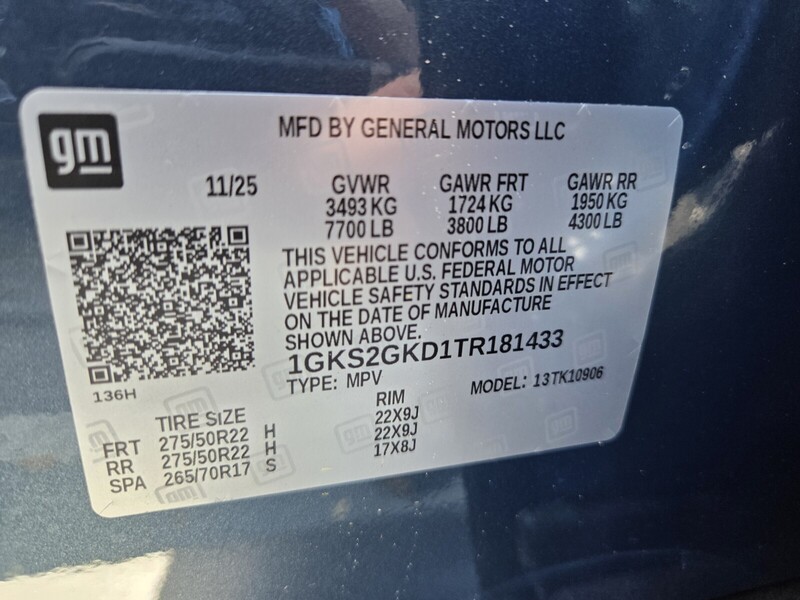 gm
MFD BY GENERAL MOTORS LLC
11/25 GVWR GAWR FRT GAWR RR
3493 KG 1724 KG 1950 KG
7700 LB 3800 LB 4300 LB
THIS VEHICLE CONFORMS TO ALL
APPLICABLE U.S. FEDERAL MOTOR
VEHICLE SAFETY STANDARDS IN EFFECT
ON THE DATE OF MANUFACTURE
SHOWN ABOVE.
1GKS2GKD1TR181433
TYPE: MPV MODEL: 13TK10906
136H
TIRE SIZE RIM
FRT 275/50R22 H 22X9J
RR 275/50R22 H 22X9J
SPA 265/70R17 S 17X8J